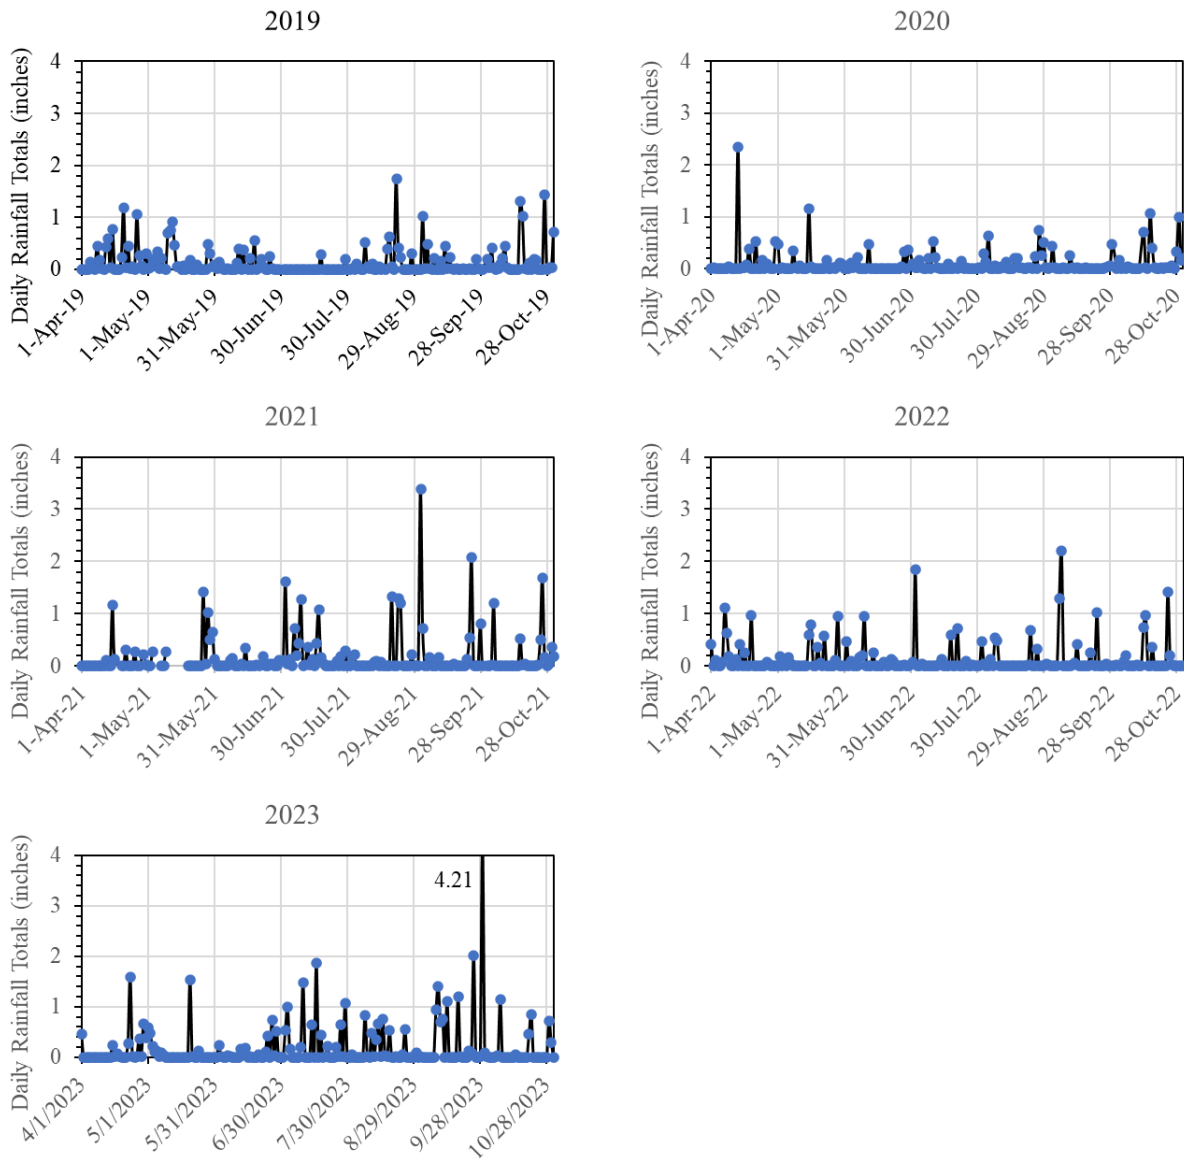 2019
Daily Rainfall Totals (inches)
4
3
2
1
0
1-Apr-19
1-May-19
31-May-19
30-Jun-19
30-Jul-19
29-Aug-19
28-Sep-19
28-Oct-19
2020
Daily Rainfall Totals (inches)
4
3
2
1
0
1-Apr-20
1-May-20
31-May-20
30-Jun-20
30-Jul-20
29-Aug-20
28-Sep-20
28-Oct-20
2021
Daily Rainfall Totals (inches)
4
3
2
1
0
1-Apr-21
1-May-21
31-May-21
30-Jun-21
30-Jul-21
29-Aug-21
28-Sep-21
28-Oct-21
2022
Daily Rainfall Totals (inches)
4
3
2
1
0
1-Apr-22
1-May-22
31-May-22
30-Jun-22
30-Jul-22
29-Aug-22
28-Sep-22
28-Oct-22
2023
Daily Rainfall Totals (inches)
4
3
2
1
0
4.21
4/1/2023
5/1/2023
5/31/2023
6/30/2023
7/30/2023
8/29/2023
9/28/2023
10/28/2023